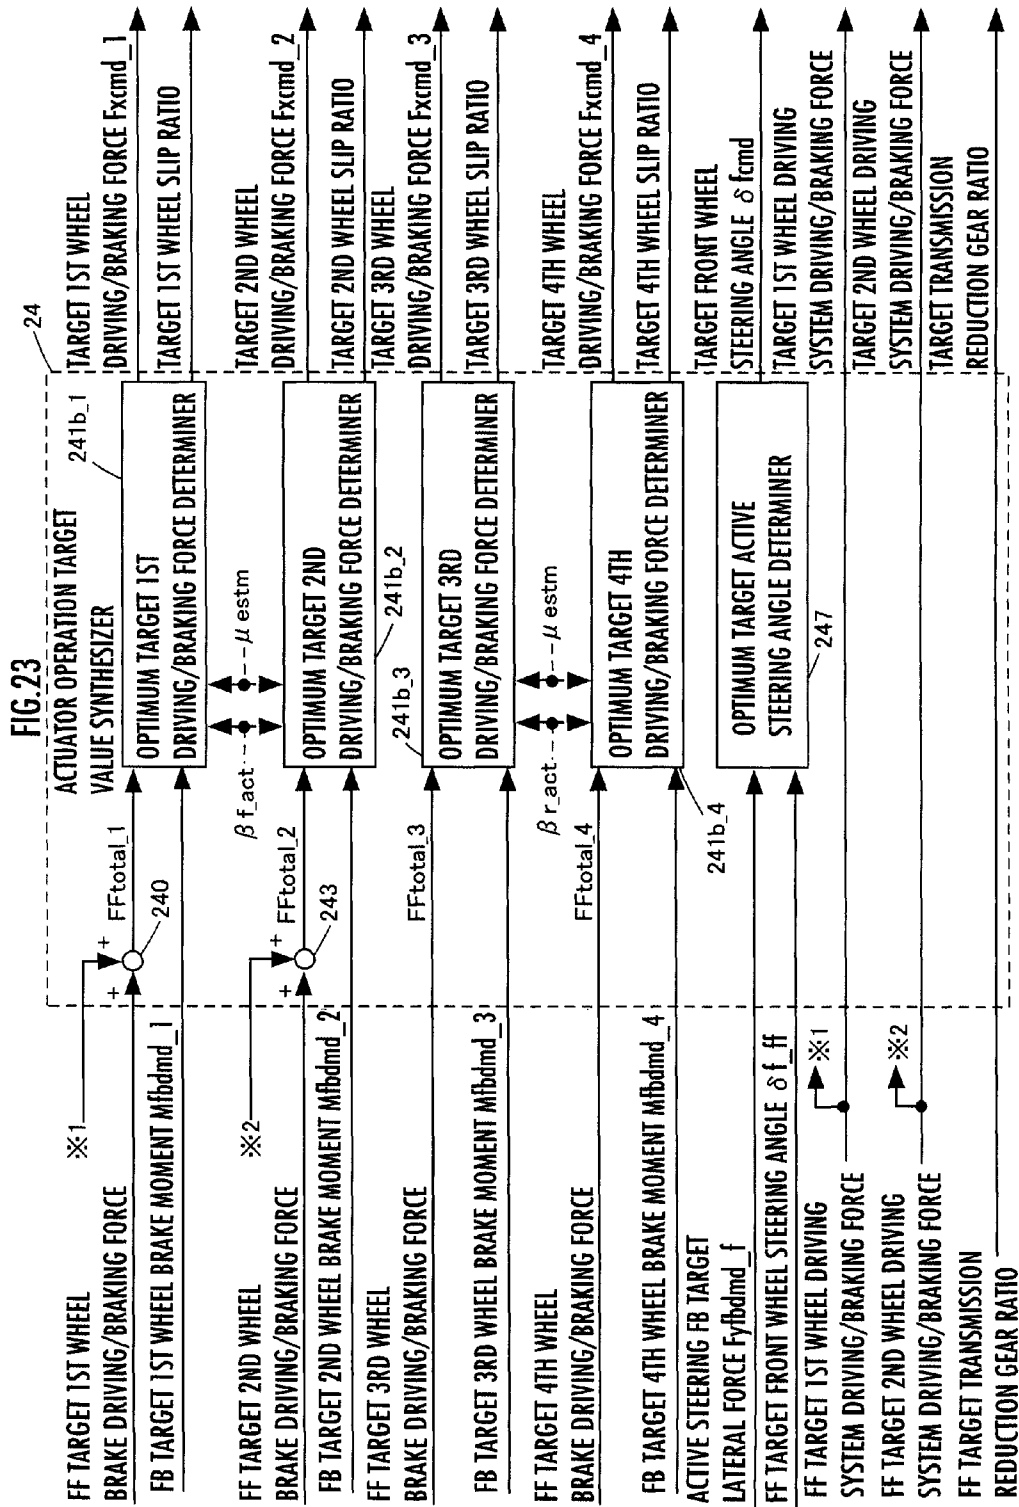 FIG.23
ACTUATOR OPERATION TARGET
VALUE SYNTHESIZER
24
FF TARGET 1ST WHEEL
BRAKE DRIVING/BRAKING FORCE
※1
+
+
240
FFtotal_1
FB TARGET 1ST WHEEL BRAKE MOMENT Mfbdmd_1
241b_1
OPTIMUM TARGET 1ST
DRIVING/BRAKING FORCE DETERMINER
TARGET 1ST WHEEL
DRIVING/BRAKING FORCE Fxcmd_1
TARGET 1ST WHEEL SLIP RATIO
β f_act
μ estm
FF TARGET 2ND WHEEL
BRAKE DRIVING/BRAKING FORCE
※2
+
+
243
FFtotal_2
FB TARGET 2ND WHEEL BRAKE MOMENT Mfbdmd_2
OPTIMUM TARGET 2ND
DRIVING/BRAKING FORCE DETERMINER
241b_2
TARGET 2ND WHEEL
DRIVING/BRAKING FORCE Fxcmd_2
TARGET 2ND WHEEL SLIP RATIO
FF TARGET 3RD WHEEL
BRAKE DRIVING/BRAKING FORCE
FFtotal_3
241b_3
FB TARGET 3RD WHEEL BRAKE MOMENT Mfbdmd_3
OPTIMUM TARGET 3RD
DRIVING/BRAKING FORCE DETERMINER
TARGET 3RD WHEEL
DRIVING/BRAKING FORCE Fxcmd_3
TARGET 3RD WHEEL SLIP RATIO
β r_act
μ estm
FF TARGET 4TH WHEEL
BRAKE DRIVING/BRAKING FORCE
FFtotal_4
FB TARGET 4TH WHEEL BRAKE MOMENT Mfbdmd_4
OPTIMUM TARGET 4TH
DRIVING/BRAKING FORCE DETERMINER
241b_4
TARGET 4TH WHEEL
DRIVING/BRAKING FORCE Fxcmd_4
TARGET 4TH WHEEL SLIP RATIO
ACTIVE STEERING FB TARGET
LATERAL FORCE Fyfbdmd_f
FF TARGET FRONT WHEEL STEERING ANGLE δ f_ff
OPTIMUM TARGET ACTIVE
STEERING ANGLE DETERMINER
247
TARGET FRONT WHEEL
STEERING ANGLE δ fcmd
FF TARGET 1ST WHEEL DRIVING
SYSTEM DRIVING/BRAKING FORCE
※1
TARGET 1ST WHEEL DRIVING
SYSTEM DRIVING/BRAKING FORCE
FF TARGET 2ND WHEEL DRIVING
SYSTEM DRIVING/BRAKING FORCE
※2
TARGET 2ND WHEEL DRIVING
SYSTEM DRIVING/BRAKING FORCE
FF TARGET TRANSMISSION
REDUCTION GEAR RATIO
TARGET TRANSMISSION
REDUCTION GEAR RATIO